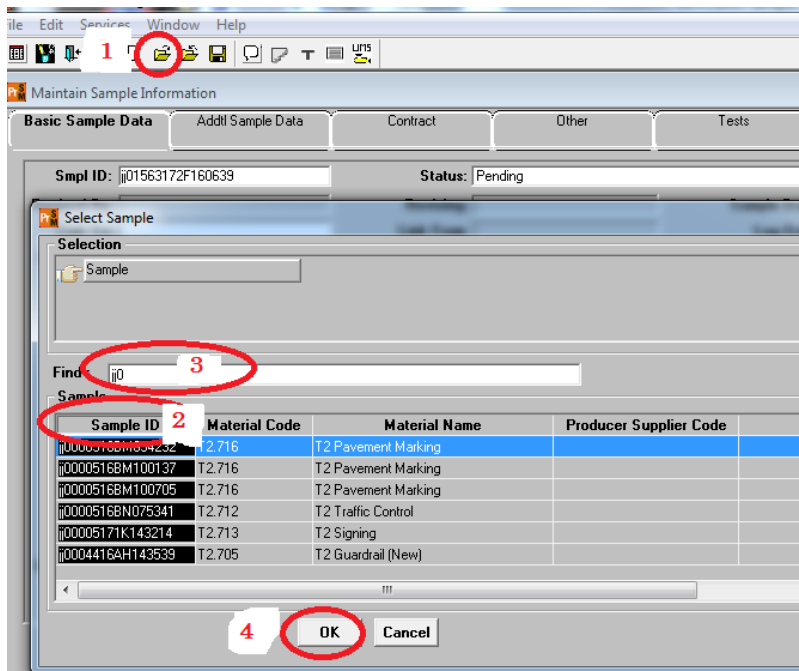 File Edit Services Window Help
1
UMS
Maintain Sample Information
Basic Sample Data Addtl Sample Data Contract Other Tests
Smpl ID: jj01563172F160639 Status: Pending
Select Sample
Selection
Sample
Find: jj0 3
Sample
Sample ID 2 Material Code Material Name Producer Supplier Code
T2.716 T2 Pavement Marking
jj0000516BM100137 T2.716 T2 Pavement Marking
jj0000516BM100705 T2.716 T2 Pavement Marking
jj0000516BN075341 T2.712 T2 Traffic Control
jj00005171K143214 T2.713 T2 Signing
jj0004416AH143539 T2.705 T2 Guardrail (New)
4 OK Cancel